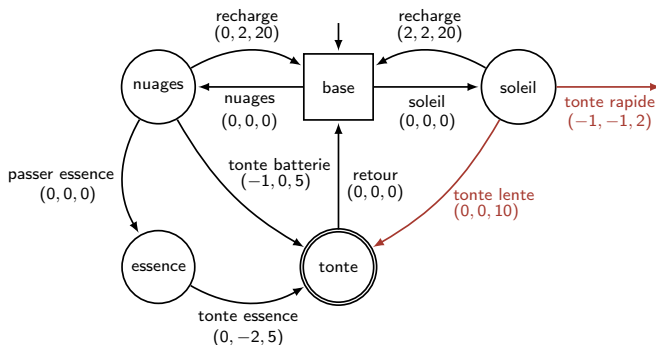 recharge
(0, 2, 20)
recharge
(2, 2, 20)
nuages
base
soleil
nuages
(0, 0, 0)
soleil
(0, 0, 0)
tonte rapide
(−1, −1, 2)
passer essence
(0, 0, 0)
tonte batterie
(−1, 0, 5)
retour
(0, 0, 0)
tonte lente
(0, 0, 10)
essence
tonte
tonte essence
(0, −2, 5)